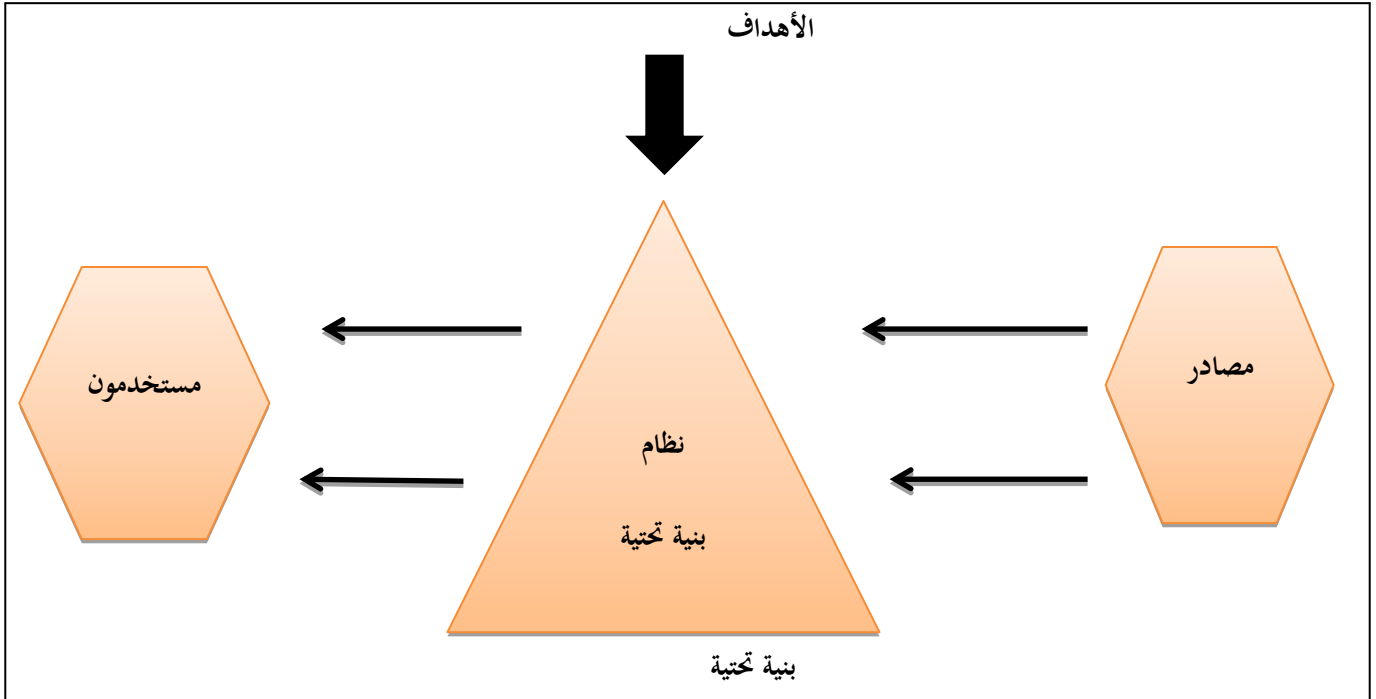 الأهداف
مصادر
مستخدمون
نظام
بنية تحتية
بنية تحتية